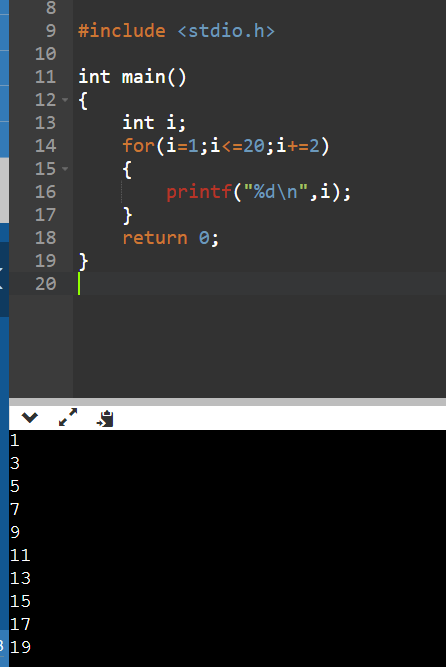 8
9 #include <stdio.h>
10
11 int main()
12 {
13     int i;
14     for(i=1;i<=20;i+=2)
15     {
16         printf("%d\n",i);
17     }
18     return 0;
19 }
20
1
3
5
7
9
11
13
15
17
19